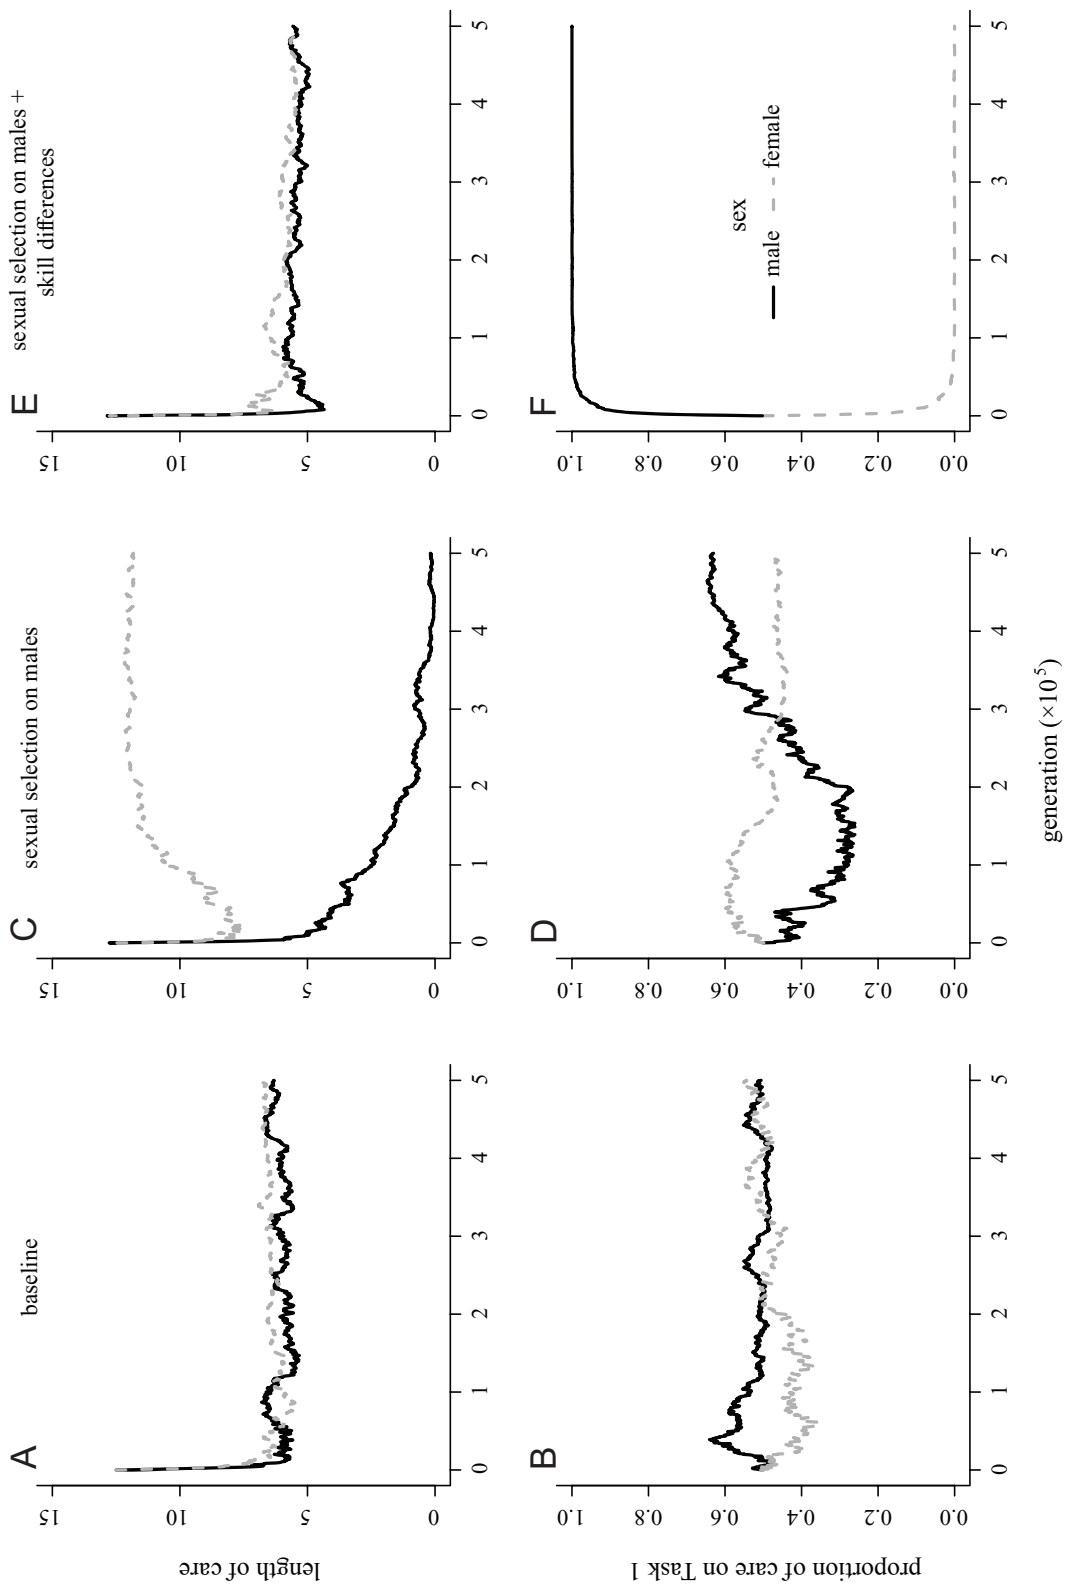 A
baseline
C
sexual selection on males
E
sexual selection on males +
skill differences
length of care
15
10
5
0
0 1 2 3 4 5
15
10
5
0
0 1 2 3 4 5
15
10
5
0
0 1 2 3 4 5
B
D
F
proportion of care on Task 1
1.0
0.8
0.6
0.4
0.2
0.0
0 1 2 3 4 5
1.0
0.8
0.6
0.4
0.2
0.0
0 1 2 3 4 5
1.0
0.8
0.6
0.4
0.2
0.0
0 1 2 3 4 5
sex
male female
generation (×10⁵)